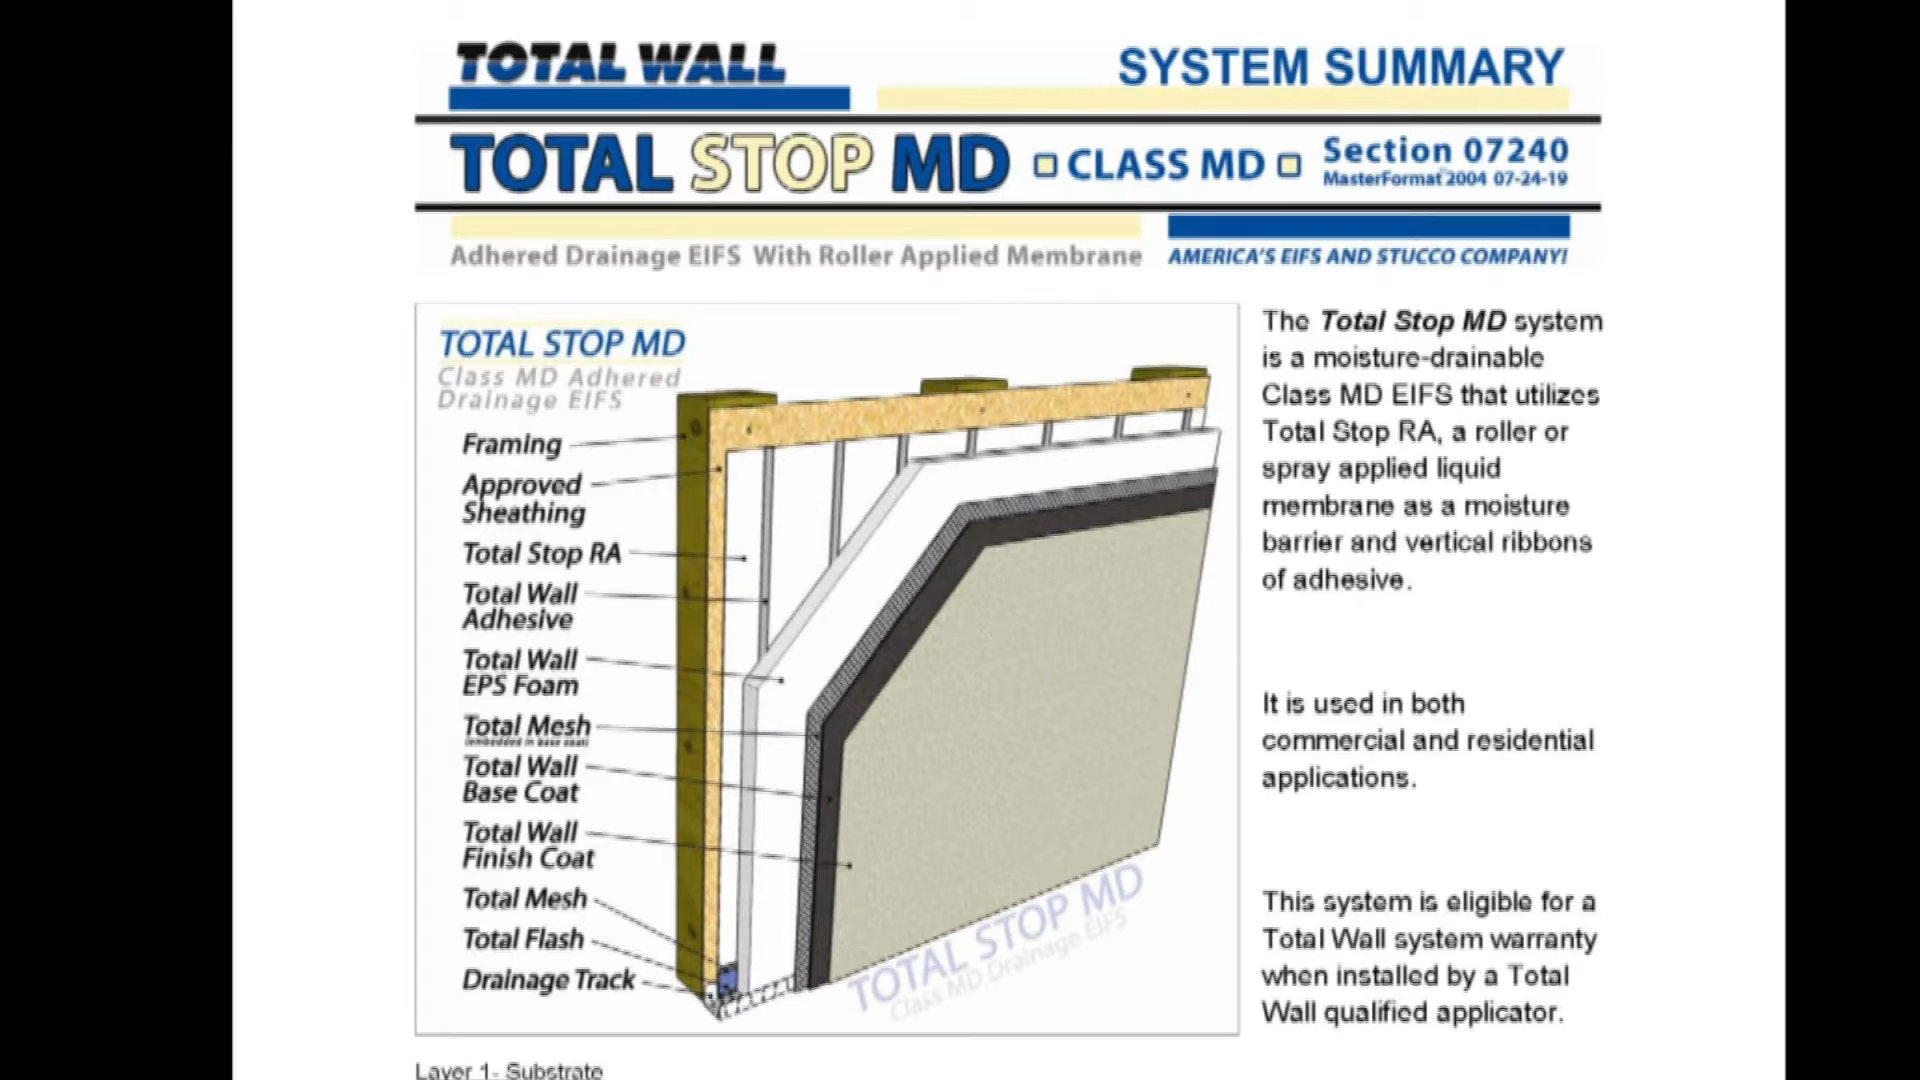 TOTAL WALL
SYSTEM SUMMARY
TOTAL STOP MD
CLASS MD
Section 07240
MasterFormat 2004 07-24-19
Adhered Drainage EIFS With Roller Applied Membrane
AMERICA'S EIFS AND STUCCO COMPANY!
TOTAL STOP MD
Class MD Adhered
Drainage EIFS
Framing
Approved
Sheathing
Total Stop RA
Total Wall
Adhesive
Total Wall
EPS Foam
Total Mesh
(embedded in base coat)
Total Wall
Base Coat
Total Wall
Finish Coat
Total Mesh
Total Flash
Drainage Track
TOTAL STOP MD
Class MD Drainage EIFS
The Total Stop MD system
is a moisture-drainable
Class MD EIFS that utilizes
Total Stop RA, a roller or
spray applied liquid
membrane as a moisture
barrier and vertical ribbons
of adhesive.
It is used in both
commercial and residential
applications.
This system is eligible for a
Total Wall system warranty
when installed by a Total
Wall qualified applicator.
Layer 1- Substrate